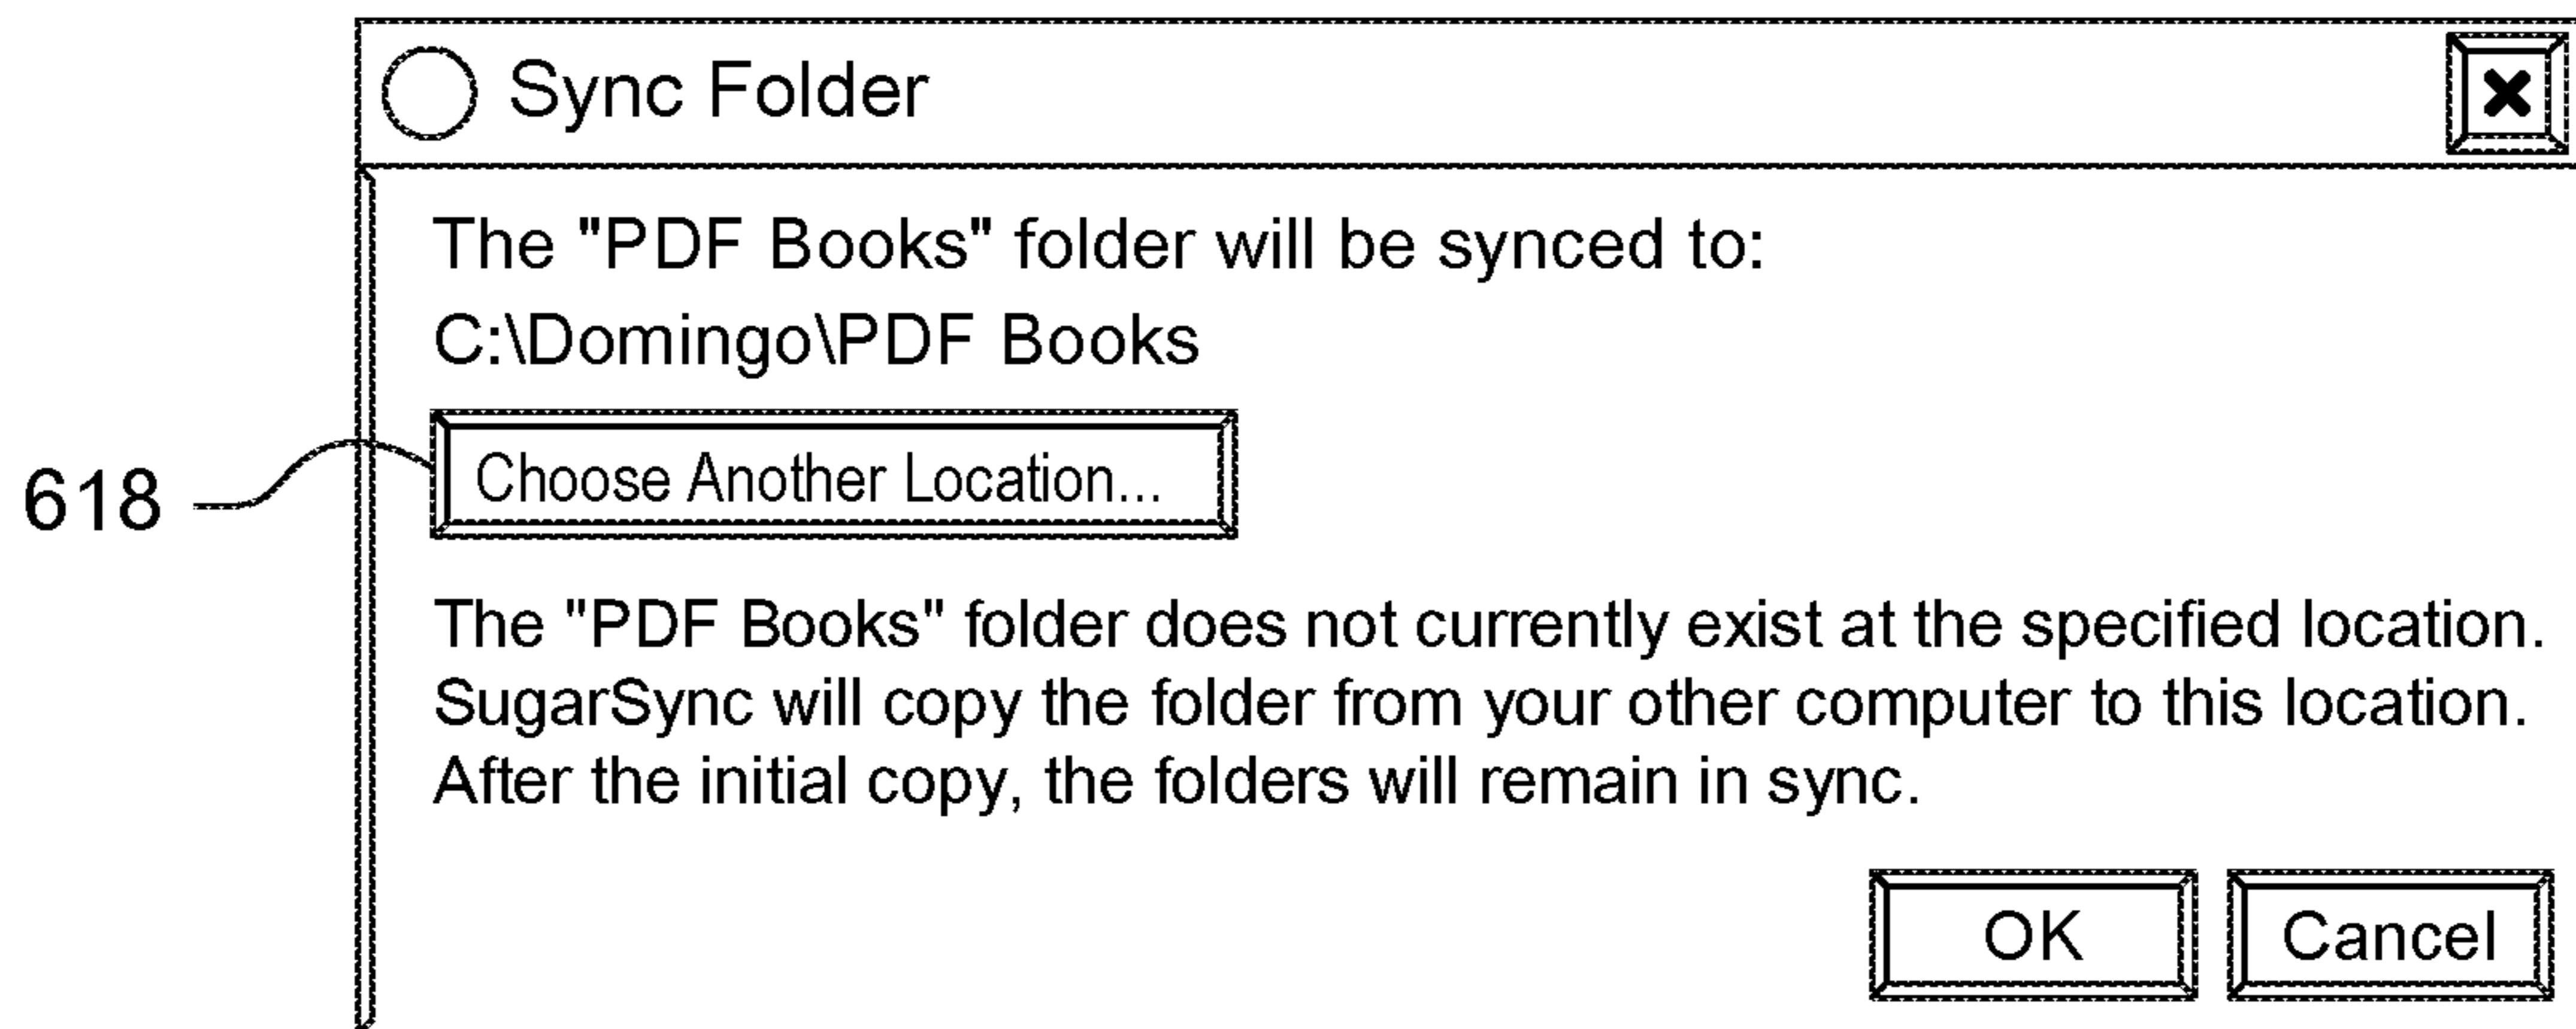 Sync Folder
The "PDF Books" folder will be synced to:
C:\Domingo\PDF Books
618
Choose Another Location...
The "PDF Books" folder does not currently exist at the specified location.
SugarSync will copy the folder from your other computer to this location.
After the initial copy, the folders will remain in sync.
OK Cancel